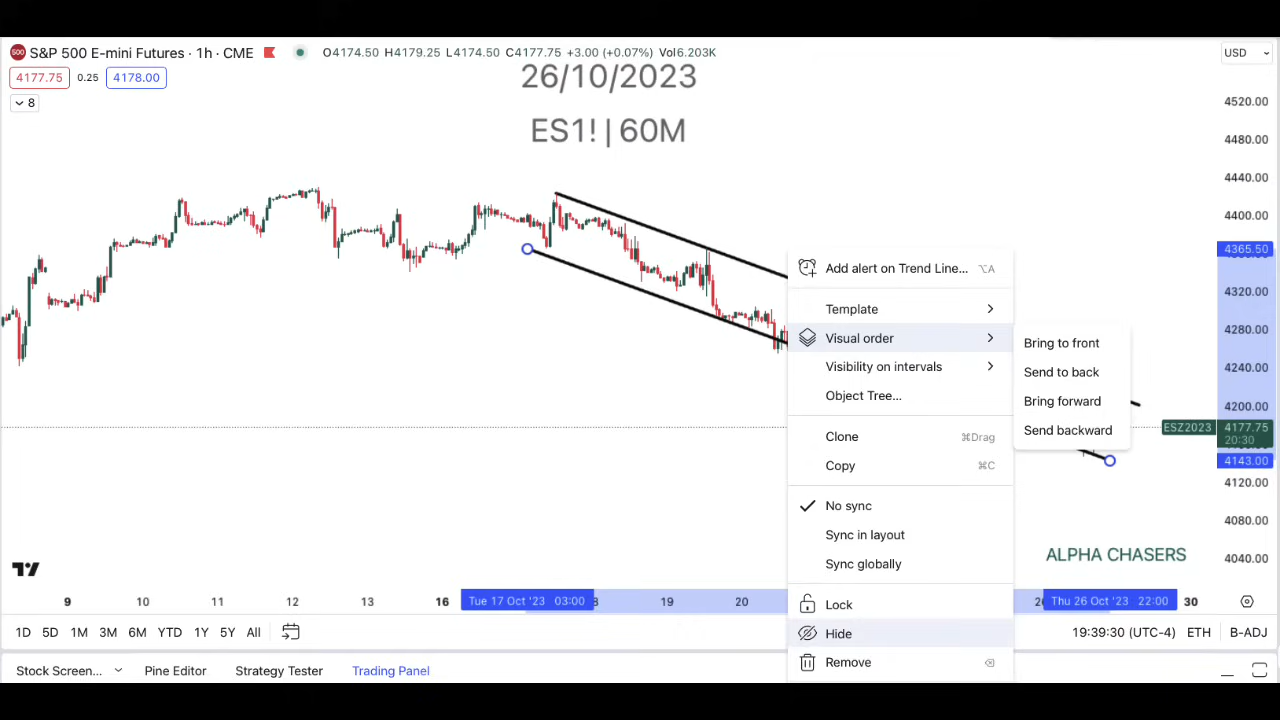 S&P 500 E-mini Futures · 1h · CME O4174.50 H4179.25 L4174.50 C4177.75 +3.00 (+0.07%) Vol6.203K USD
4177.75 0.25 4178.00
8
26/10/2023
ES1! | 60M
4520.00
4480.00
4440.00
4400.00
4365.50
4320.00
4280.00
4240.00
4200.00
ESZ2023 4177.75
20:30
4143.00
4120.00
4080.00
4040.00
Add alert on Trend Line... ⌥A
Template
Visual order
Visibility on intervals
Object Tree...
Clone ⌘Drag
Copy ⌘C
No sync
Sync in layout
Sync globally
Lock
Hide
Remove
Bring to front
Send to back
Bring forward
Send backward
ALPHA CHASERS
9 10 11 12 13 16 Tue 17 Oct '23 03:00 19 20 Thu 26 Oct '23 22:00 30
1D 5D 1M 3M 6M YTD 1Y 5Y All 19:39:30 (UTC-4) ETH B-ADJ
Stock Screen... Pine Editor Strategy Tester Trading Panel